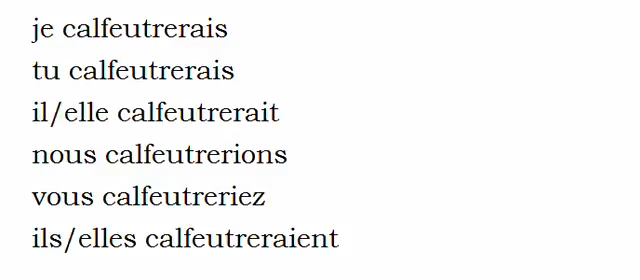 je calfeutrerais
tu calfeutrerais
il/elle calfeutrerait
nous calfeutrerions
vous calfeutreriez
ils/elles calfeutreraient